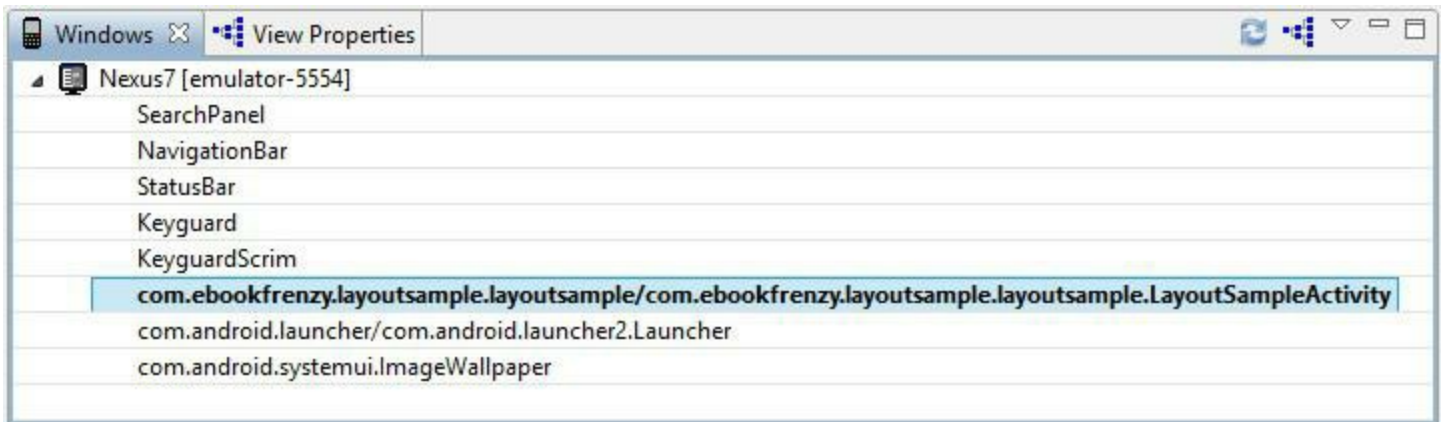 Windows View Properties
Nexus7 [emulator-5554]
SearchPanel
NavigationBar
StatusBar
Keyguard
KeyguardScrim
com.ebookfrenzy.layoutsample.layoutsample/com.ebookfrenzy.layoutsample.layoutsample.LayoutSampleActivity
com.android.launcher/com.android.launcher2.Launcher
com.android.systemui.ImageWallpaper